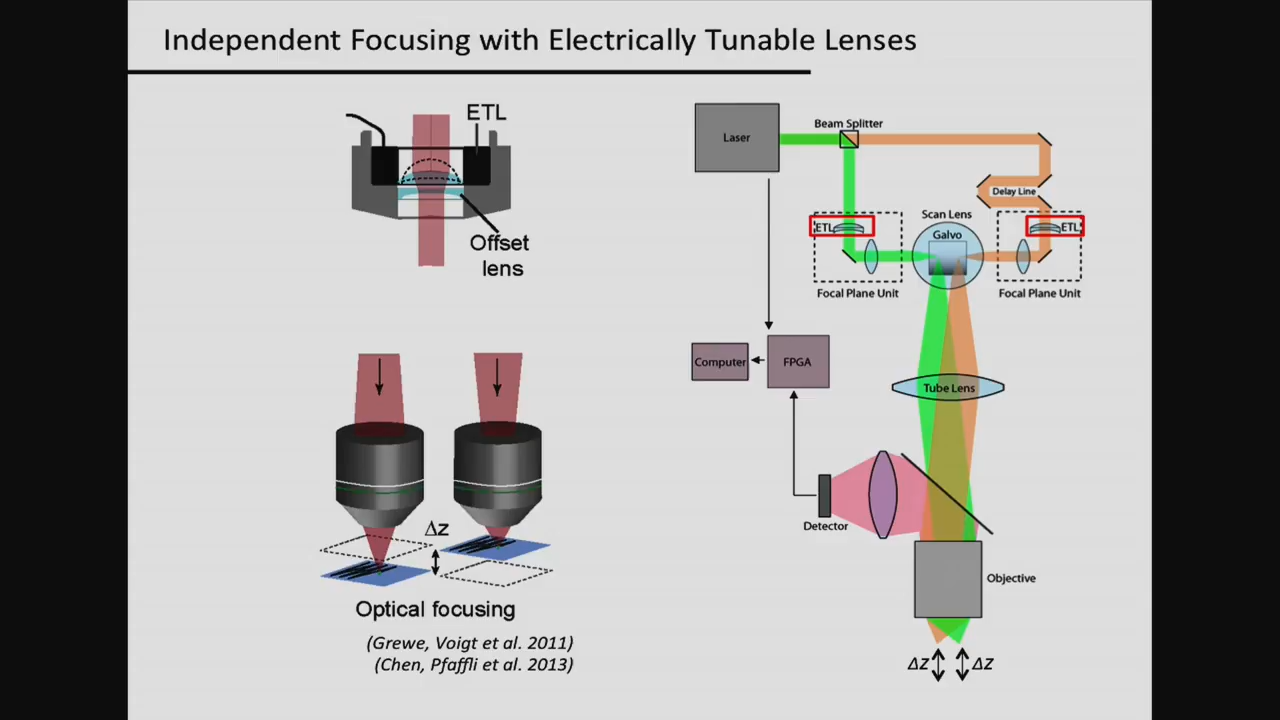 Independent Focusing with Electrically Tunable Lenses
ETL
Offset
lens
Δz
Optical focusing
(Grewe, Voigt et al. 2011)
(Chen, Pfaffli et al. 2013)
Laser
Beam Splitter
Delay Line
Scan Lens
ETL
Galvo
ETL
Focal Plane Unit
Focal Plane Unit
Computer
FPGA
Tube Lens
Detector
Objective
Δz
Δz